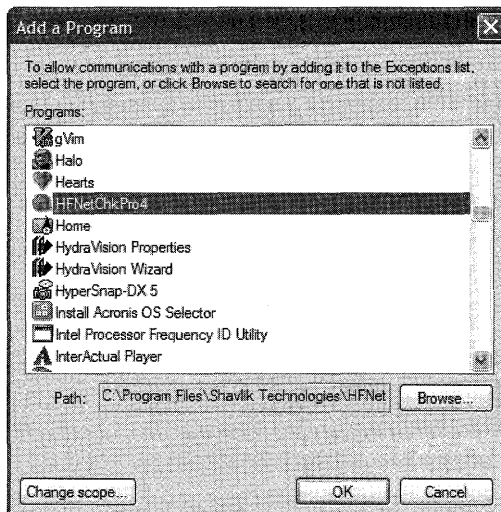 Add a Program
To allow communications with a program by adding it to the Exceptions list,
select the program, or click Browse to search for one that is not listed.
Programs:
gVim
Halo
Hearts
HFNetChkPro4
Home
HydraVision Properties
HydraVision Wizard
HyperSnap-DX 5
Install Acronis OS Selector
Intel Processor Frequency ID Utility
InterActual Player
Path: C:\Program Files\Shavlik Technologies\HFNet Browse...
Change scope... OK Cancel